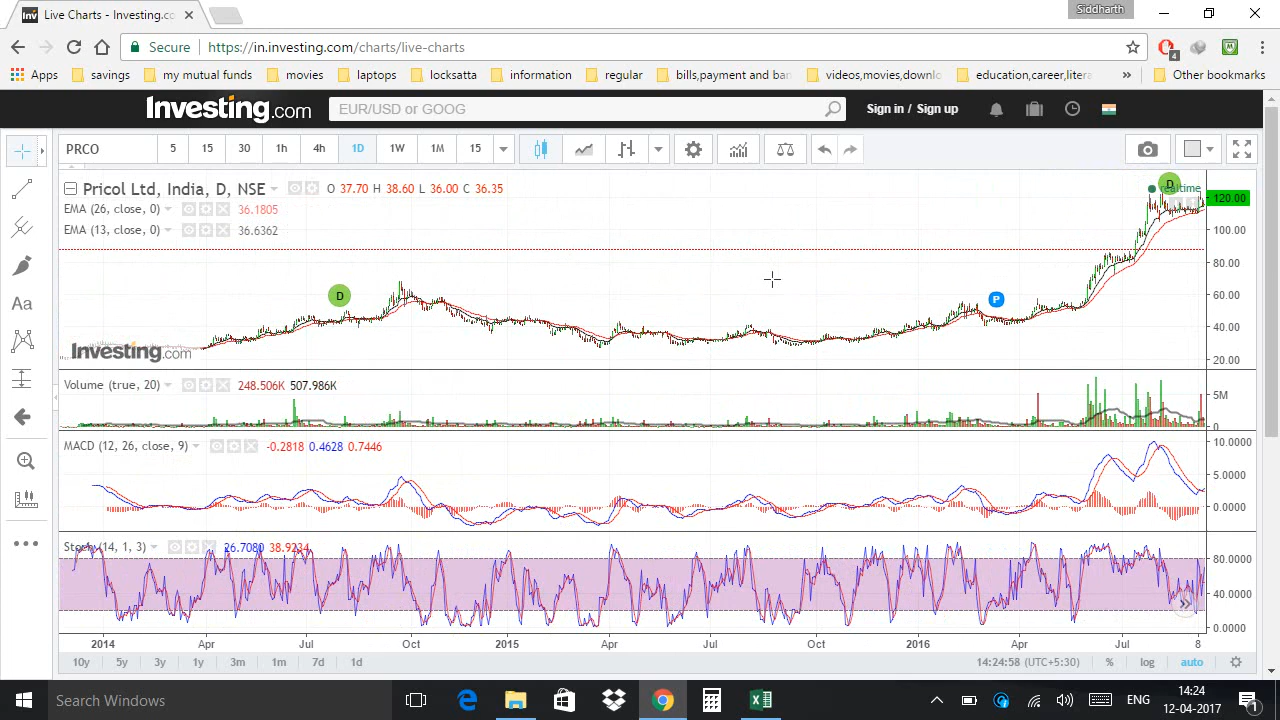 Siddharth
Live Charts - Investing.co
Secure https://in.investing.com/charts/live-charts
4
Apps savings my mutual funds movies laptops locksatta information regular bills,payment and ban videos,movies,downlo education,career,litera » Other bookmarks
Investing.com EUR/USD or GOOG Sign in / Sign up
PRCO 5 15 30 1h 4h 1D 1W 1M 15
Pricol Ltd, India, D, NSE O 37.70 H 38.60 L 36.00 C 36.35
D
realtime
120.00
EMA (26, close, 0) 36.1805
EMA (13, close, 0) 36.6362
100.00
80.00
D
P
60.00
40.00
Investing.com
20.00
Volume (true, 20) 248.506K 507.986K
5M
0
MACD (12, 26, close, 9) -0.2818 0.4628 0.7446
10.0000
5.0000
0.0000
Stoch (14, 1, 3) 26.7080 38.9234
80.0000
40.0000
0.0000
2014 Apr Jul Oct 2015 Apr Jul Oct 2016 Apr Jul 8
10y 5y 3y 1y 3m 1m 7d 1d 14:24:58 (UTC+5:30) % log auto
Aa
Search Windows
ENG
14:24
12-04-2017
1